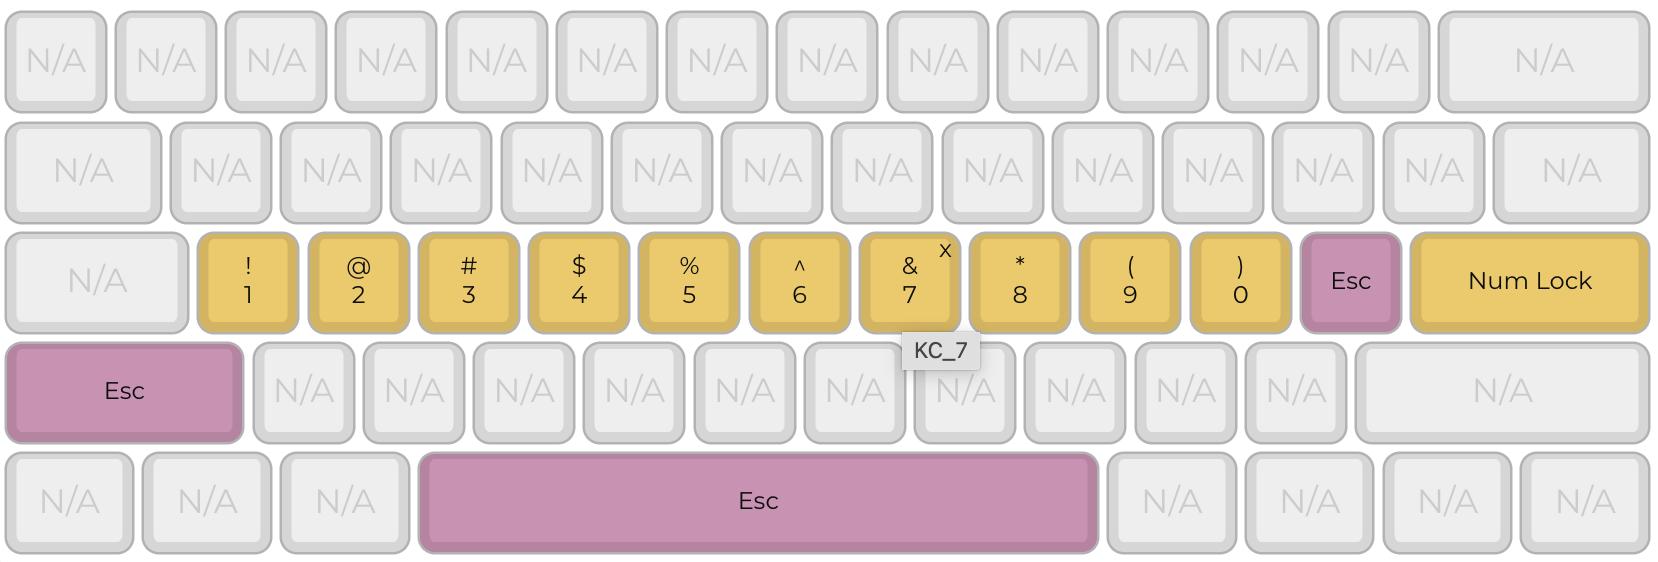 N/A N/A N/A N/A N/A N/A N/A N/A N/A N/A N/A N/A N/A N/A
N/A N/A N/A N/A N/A N/A N/A N/A N/A N/A N/A N/A N/A N/A
N/A ! @ # $ % ^ & x * ( ) Esc Num Lock
1 2 3 4 5 6 7 8 9 0
KC_7
Esc N/A N/A N/A N/A N/A N/A N/A N/A N/A N/A N/A
N/A N/A N/A Esc N/A N/A N/A N/A